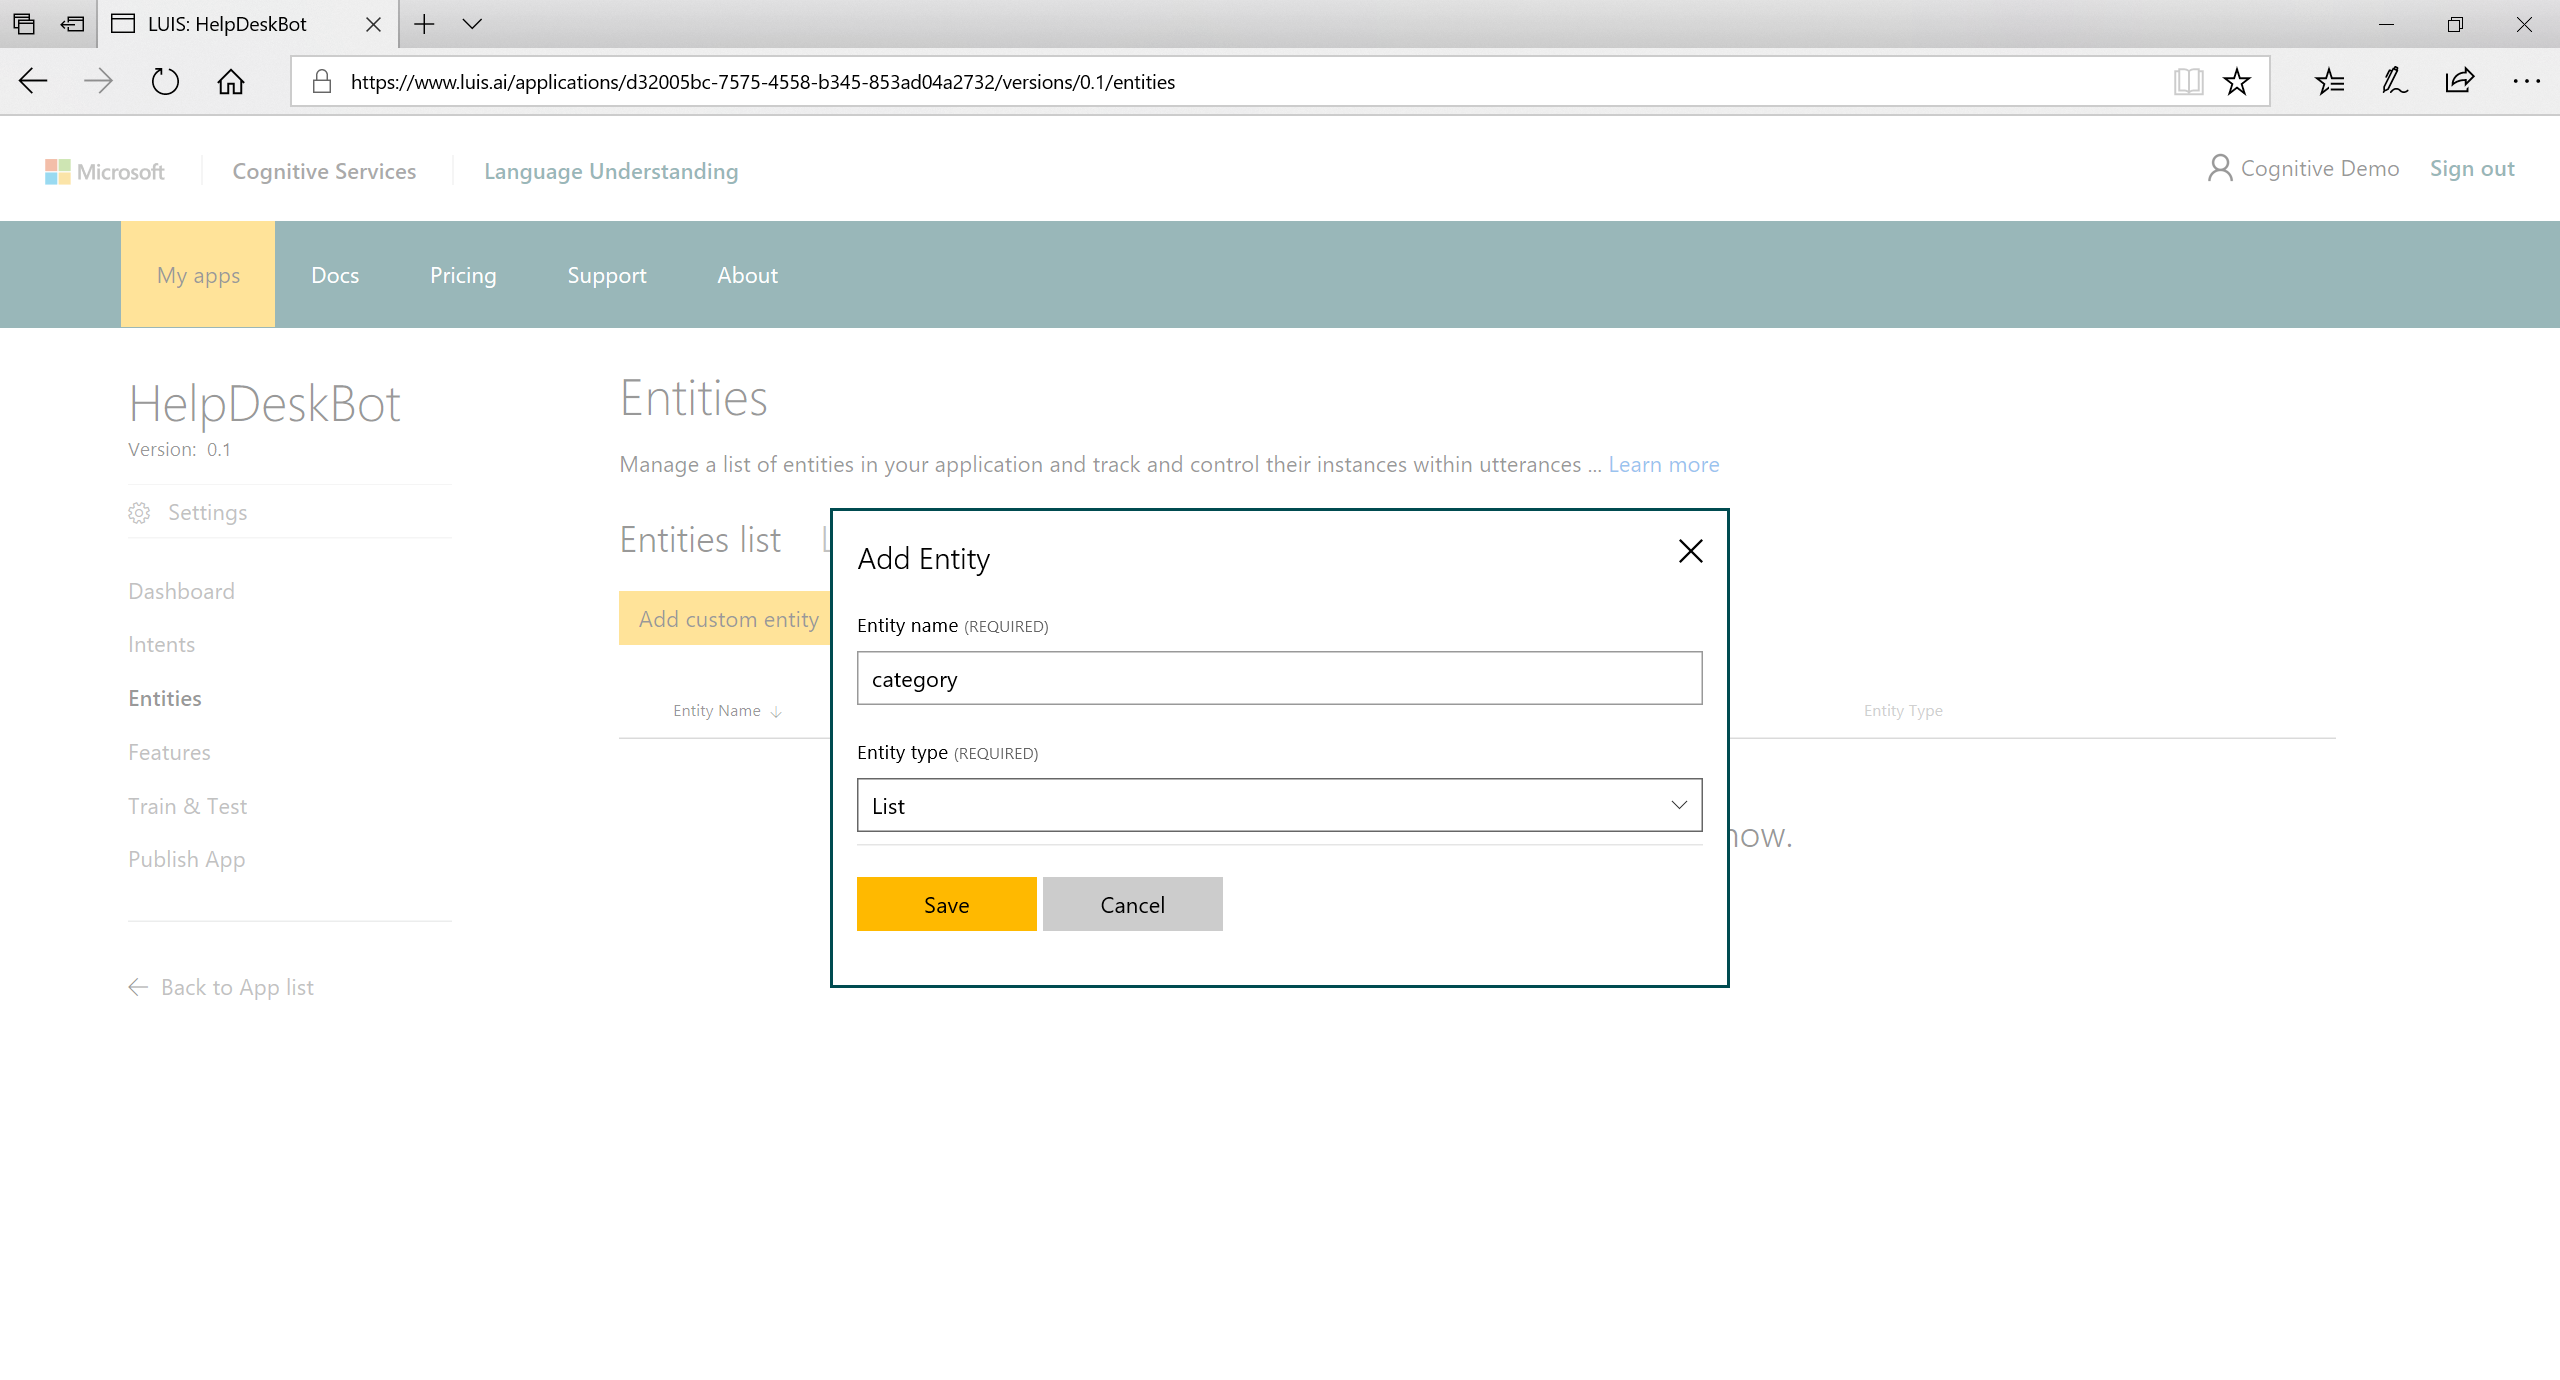 LUIS: HelpDeskBot
https://www.luis.ai/applications/d32005bc-7575-4558-b345-853ad04a2732/versions/0.1/entities
Microsoft
Cognitive Services
Language Understanding
Cognitive Demo
Sign out
My apps
Docs
Pricing
Support
About
HelpDeskBot
Version: 0.1
Settings
Dashboard
Intents
Entities
Features
Train & Test
Publish App
Back to App list
Entities
Manage a list of entities in your application and track and control their instances within utterances ... Learn more
Entities list
Add custom entity
Entity Name
Entity Type
Add Entity
Entity name (REQUIRED)
category
Entity type (REQUIRED)
List
Save
Cancel